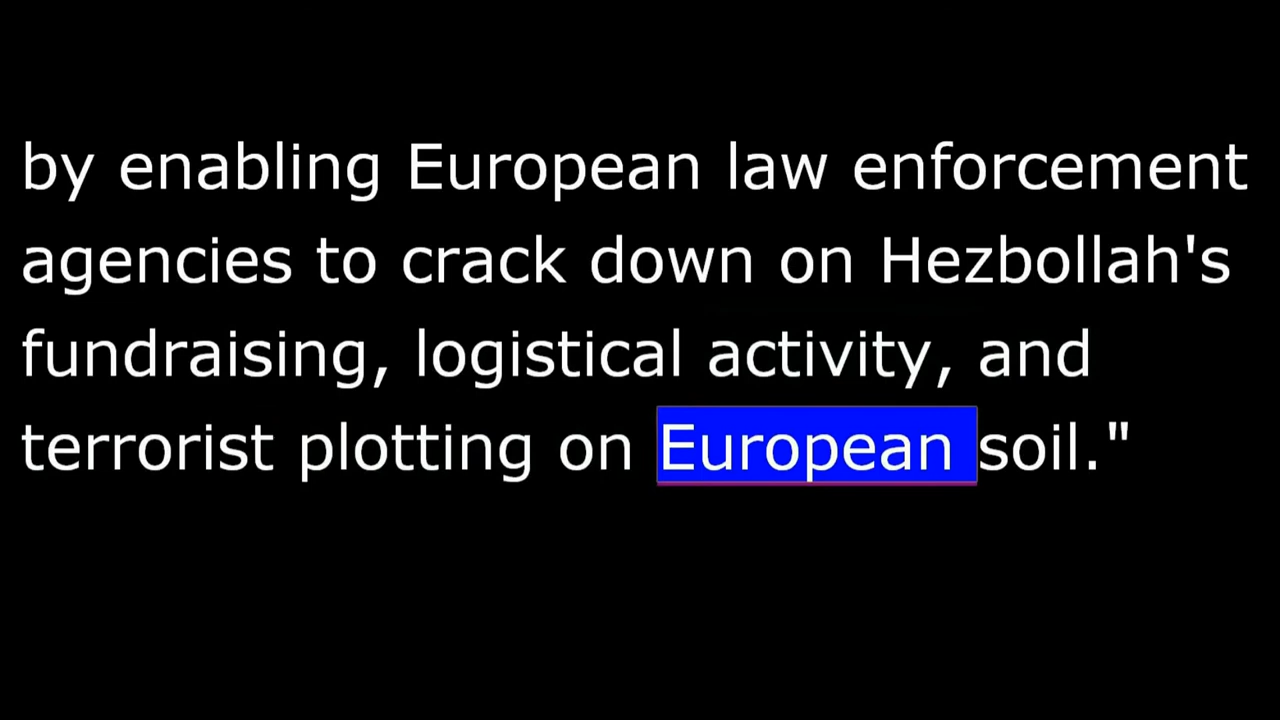 by enabling European law enforcement
agencies to crack down on Hezbollah's
fundraising, logistical activity, and
terrorist plotting on European soil."